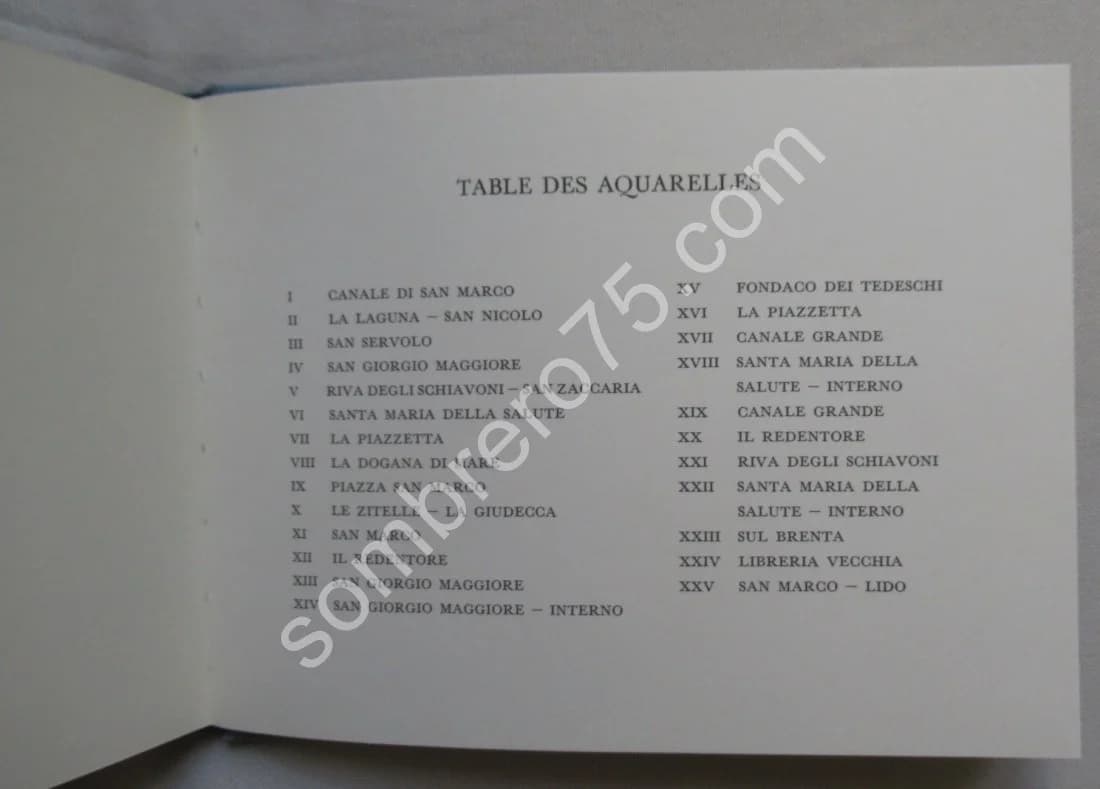 TABLE DES AQUARELLES
I CANALE DI SAN MARCO
II LA LAGUNA – SAN NICOLO
III SAN SERVOLO
IV SAN GIORGIO MAGGIORE
V RIVA DEGLI SCHIAVONI – SAN ZACCARIA
VI SANTA MARIA DELLA SALUTE
VII LA PIAZZETTA
VIII LA DOGANA DI MARE
IX PIAZZA SAN MARCO
X LE ZITELLE – LA GIUDECCA
XI SAN MARCO
XII IL REDENTORE
XIII SAN GIORGIO MAGGIORE
XIV SAN GIORGIO MAGGIORE – INTERNO
XV FONDACO DEI TEDESCHI
XVI LA PIAZZETTA
XVII CANALE GRANDE
XVIII SANTA MARIA DELLA
SALUTE – INTERNO
XIX CANALE GRANDE
XX IL REDENTORE
XXI RIVA DEGLI SCHIAVONI
XXII SANTA MARIA DELLA
SALUTE – INTERNO
XXIII SUL BRENTA
XXIV LIBRERIA VECCHIA
XXV SAN MARCO – LIDO
sombrero75.com